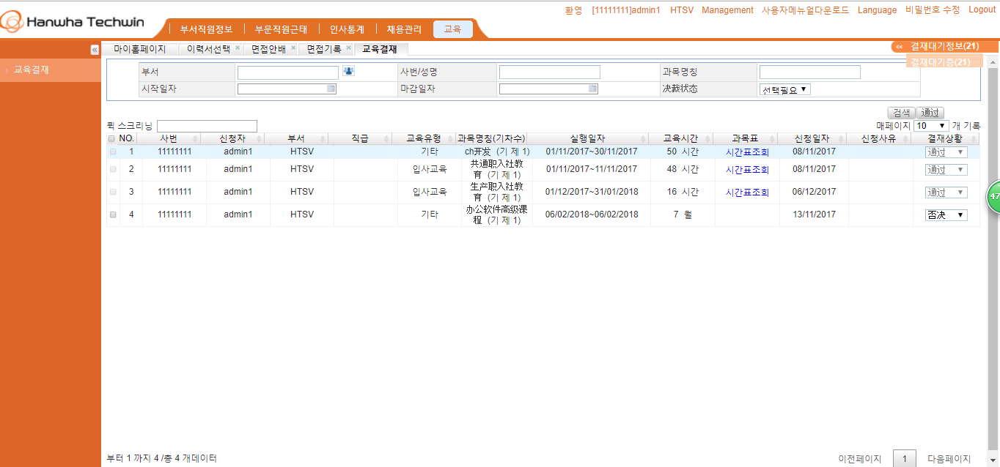 환영 [11111111]admin1 HTSV Management 사용자메뉴얼다운로드 Language 비밀번호 수정 Logout
Hanwha Techwin
부서직원정보 부문직원근태 인사통계 채용관리 교육
마이홈페이지 이력서선택 면접안배 면접기록 교육결재
결재대기정보(21)
결재대기중(21)
교육결재
부서 사번/성명 과목명칭
시작일자 마감일자 决裁状态 선택필요
검색 通过
퀵 스크리닝 매페이지 10 개 기록
NO. 사번 신청자 부서 직급 교육유형 과목명칭(기자수) 실행일자 교육시간 과목표 신청일자 신청사유 결재상황
1 11111111 admin1 HTSV 기타 ch开发 (기 제 1) 01/11/2017~30/11/2017 50 시간 시간표조회 08/11/2017 通过
2 11111111 admin1 HTSV 입사교육 共通职入社教育 (기 제 1) 01/11/2017~11/11/2017 48 시간 시간표조회 08/11/2017 通过
3 11111111 admin1 HTSV 입사교육 生产职入社教育 (기 제 1) 01/12/2017~31/01/2018 16 시간 시간표조회 06/12/2017 通过
4 11111111 admin1 HTSV 기타 办公软件高级课程 (기 제 1) 06/02/2018~06/02/2018 7 월 13/11/2017 否决
47
부터 1 까지 4 /총 4 개데이터
이전페이지 1 다음페이지